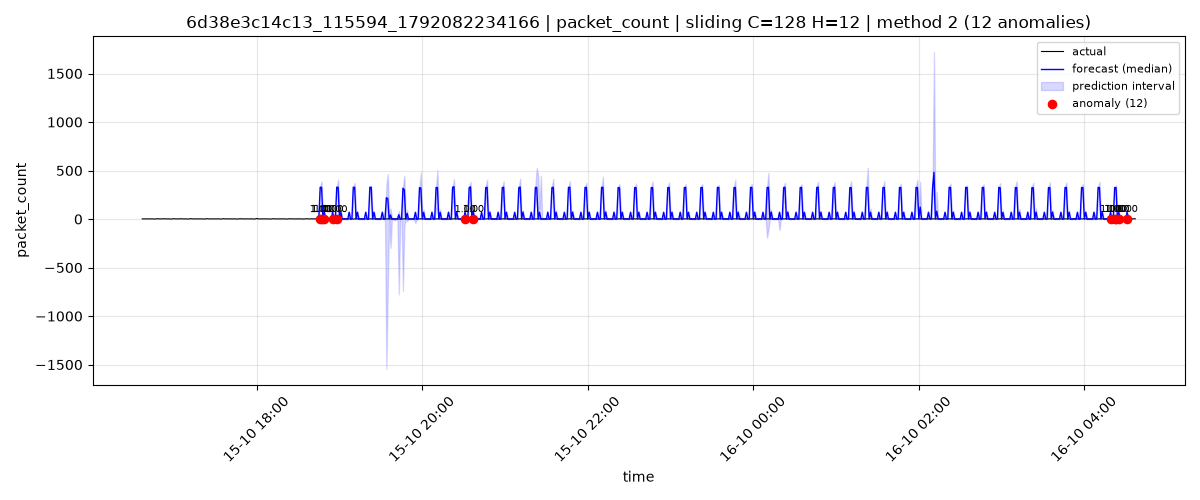 6d38e3c14c13_115594_1792082234166 | packet_count | sliding C=128 H=12 | method 2 (12 anomalies)
actual
forecast (median)
prediction interval
anomaly (12)
packet_count
1500
1000
500
0
−500
−1000
−1500
15-10 18:00
15-10 20:00
15-10 22:00
16-10 00:00
16-10 02:00
16-10 04:00
time